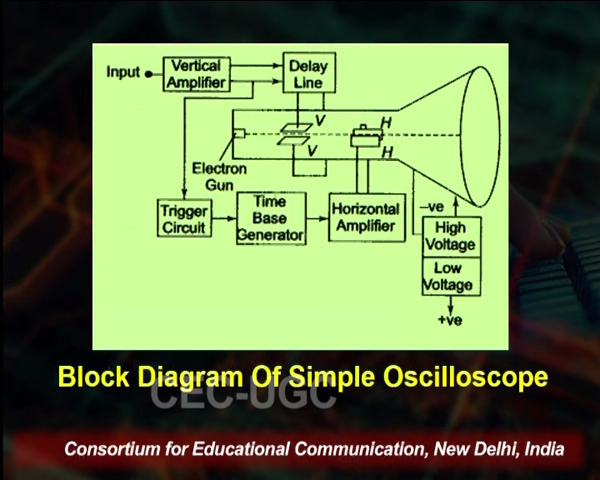 Input
Vertical
Amplifier
Delay
Line
V
H
V
H
Electron
Gun
Trigger
Circuit
Time
Base
Generator
Horizontal
Amplifier
–ve
High
Voltage
Low
Voltage
+ve
Block Diagram Of Simple Oscilloscope
CEC-UGC
Consortium for Educational Communication, New Delhi, India